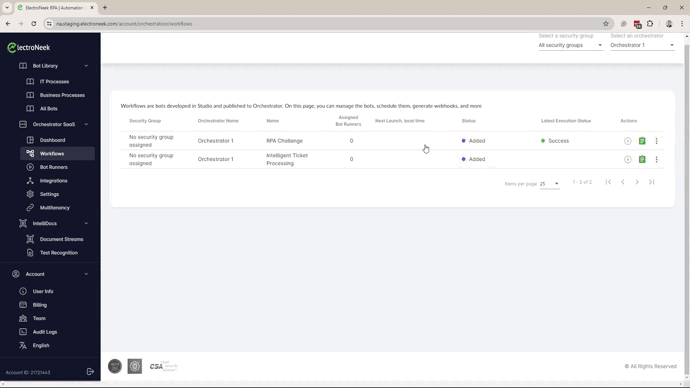 ElectroNeek RPA | Automation
na.staging.electroneek.com/account/orchestration/workflows
Select a security group
Select an orchestrator
All security groups
Orchestrator 1
lectroNeek
Bot Library
IT Processes
Business Processes
All Bots
Orchestrator SaaS
Dashboard
Workflows
Bot Runners
Integrations
Settings
Multitenancy
IntelliDocs
Document Streams
Test Recognition
Account
User Info
Billing
Team
Audit Logs
English
Account ID: 21721443
Workflows are bots developed in Studio and published to Orchestrator. On this page, you can manage the bots, schedule them, generate webhooks, and more
Security Group
Orchestrator Name
Name
Assigned
Bot Runners
Next Launch, local time
Status
Latest Execution Status
Actions
No security group
assigned
Orchestrator 1
RPA Challenge
0
Added
Success
No security group
assigned
Orchestrator 1
Intelligent Ticket
Processing
0
Added
Items per page
25
1 – 2 of 2
CSA
© All Rights Reserved